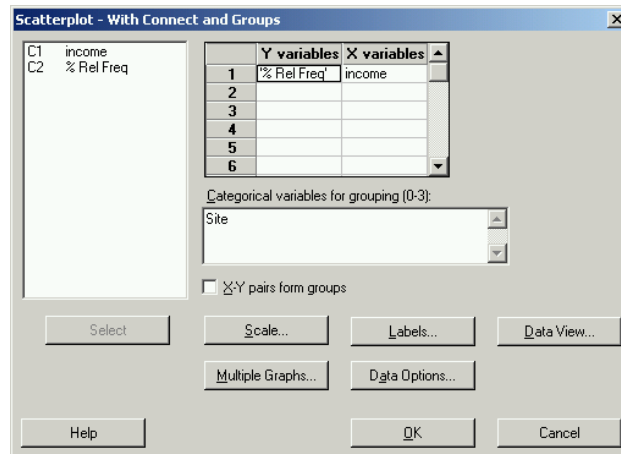 Scatterplot - With Connect and Groups
C1 income
C2 % Rel Freq
Y variables X variables
1 '% Rel Freq' income
2
3
4
5
6
Categorical variables for grouping (0-3):
Site
X-Y pairs form groups
Select Scale... Labels... Data View...
Multiple Graphs... Data Options...
Help OK Cancel